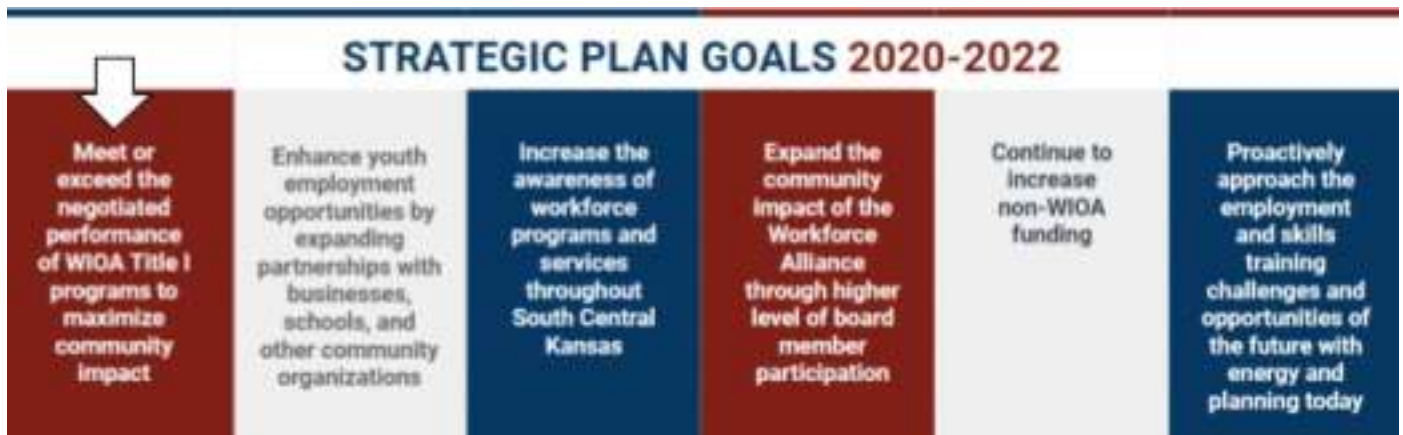 STRATEGIC PLAN GOALS 2020-2022
Meet or
exceed the
negotiated
performance
of WIOA Title I
programs to
maximize
community
impact
Enhance youth
employment
opportunities by
expanding
partnerships with
businesses,
schools, and
other community
organizations
Increase the
awareness of
workforce
programs and
services
throughout
South Central
Kansas
Expand the
community
impact of the
Workforce
Alliance
through higher
level of board
member
participation
Continue to
increase
non-WIOA
funding
Proactively
approach the
employment
and skills
training
challenges and
opportunities of
the future with
energy and
planning today